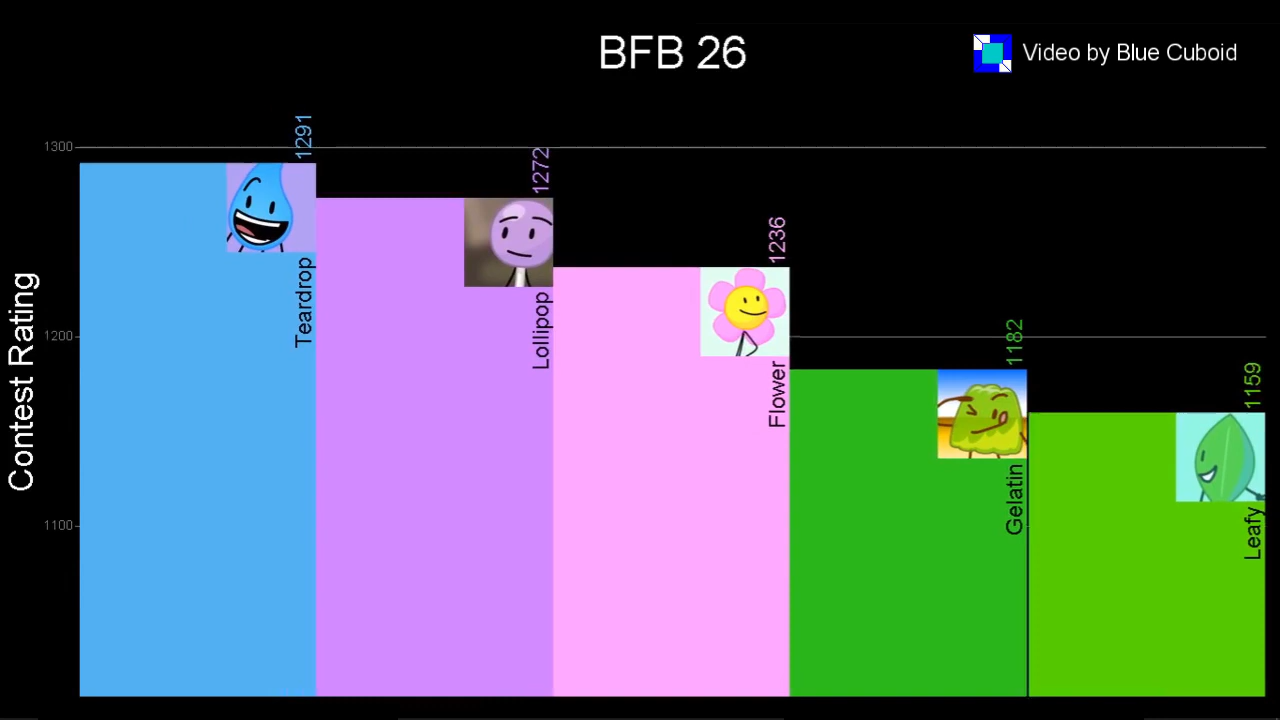 BFB 26
Video by Blue Cuboid
Contest Rating
1300
1200
1100
1291
Teardrop
1272
Lollipop
1236
Flower
1182
Gelatin
1159
Leafy